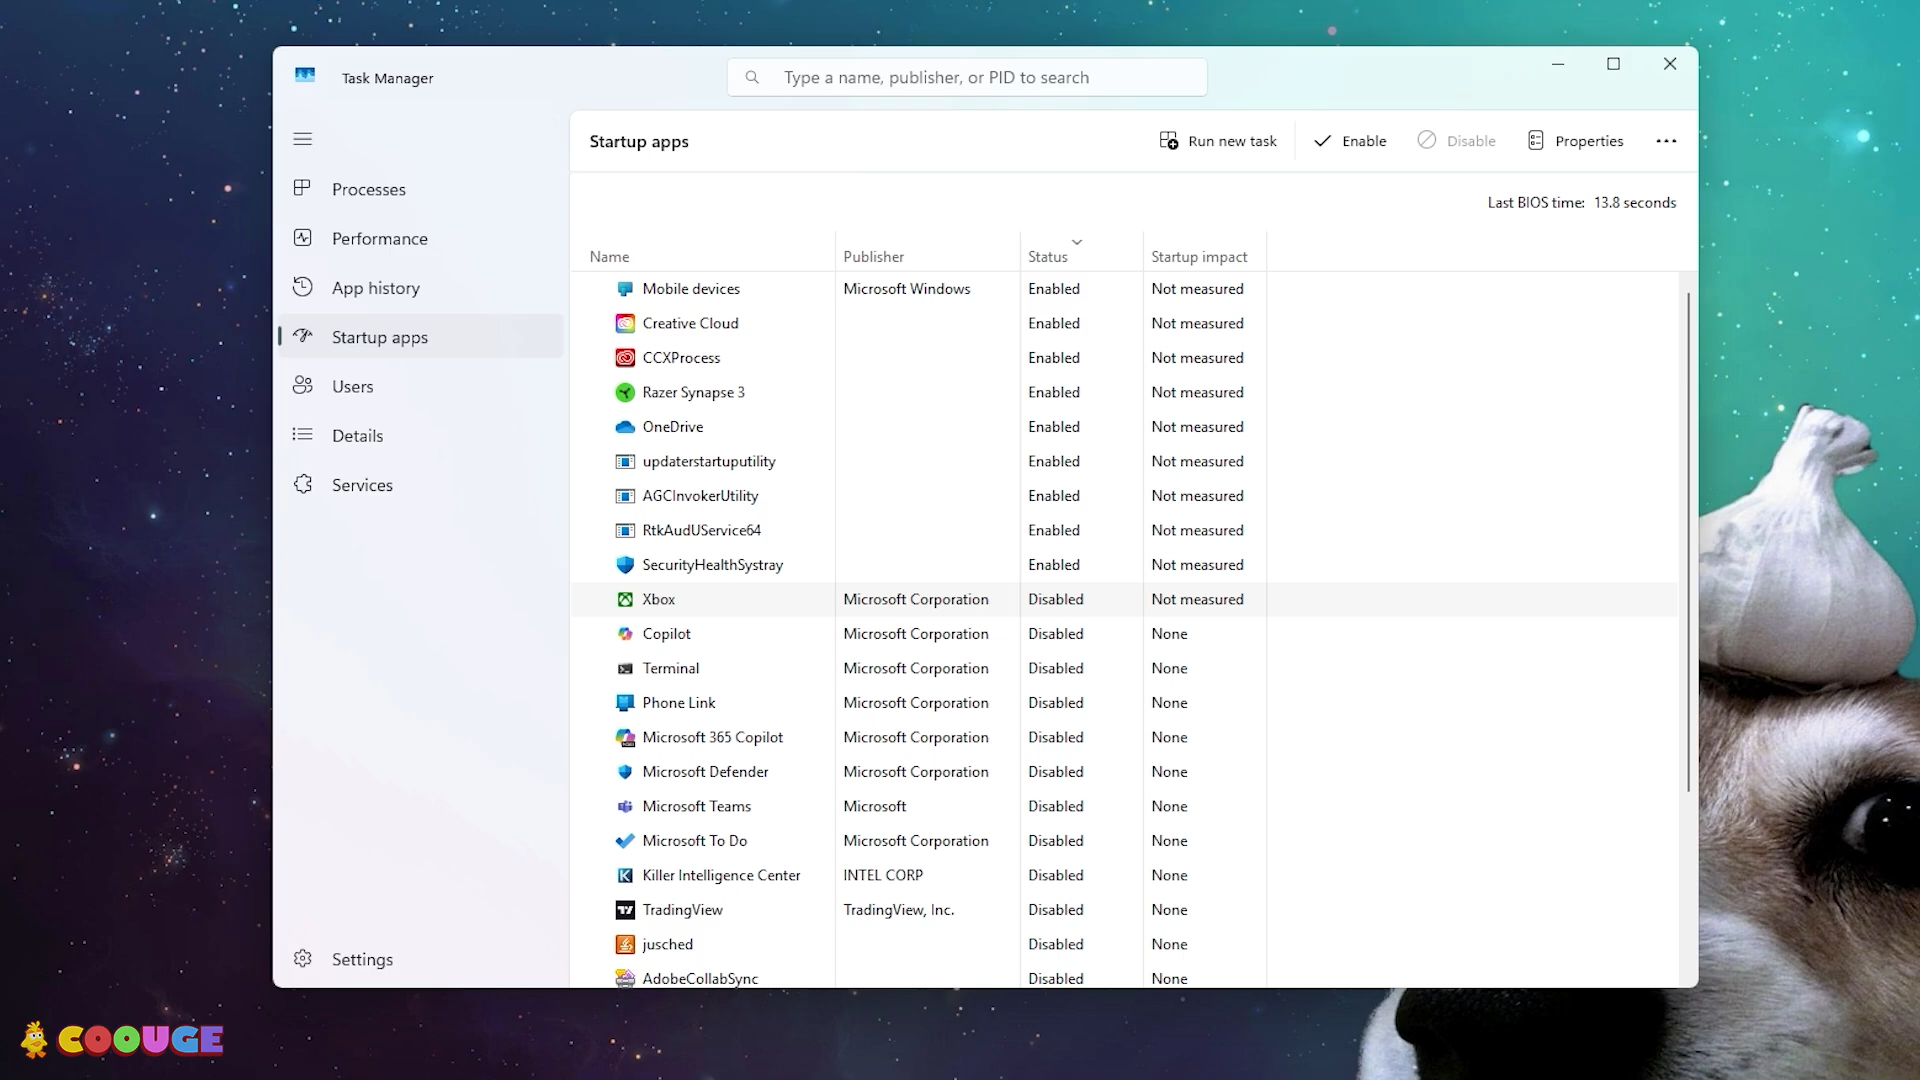 Task Manager
Type a name, publisher, or PID to search
Startup apps
Run new task
Enable
Disable
Properties
Processes
Performance
App history
Startup apps
Users
Details
Services
Settings
Last BIOS time: 13.8 seconds
Name Publisher Status Startup impact
Mobile devices Microsoft Windows Enabled Not measured
Creative Cloud Enabled Not measured
CCXProcess Enabled Not measured
Razer Synapse 3 Enabled Not measured
OneDrive Enabled Not measured
updaterstartuputility Enabled Not measured
AGCInvokerUtility Enabled Not measured
RtkAudUService64 Enabled Not measured
SecurityHealthSystray Enabled Not measured
Xbox Microsoft Corporation Disabled Not measured
Copilot Microsoft Corporation Disabled None
Terminal Microsoft Corporation Disabled None
Phone Link Microsoft Corporation Disabled None
Microsoft 365 Copilot Microsoft Corporation Disabled None
Microsoft Defender Microsoft Corporation Disabled None
Microsoft Teams Microsoft Disabled None
Microsoft To Do Microsoft Corporation Disabled None
Killer Intelligence Center INTEL CORP Disabled None
TradingView TradingView, Inc. Disabled None
jusched Disabled None
AdobeCollabSync Disabled None
COOUGE